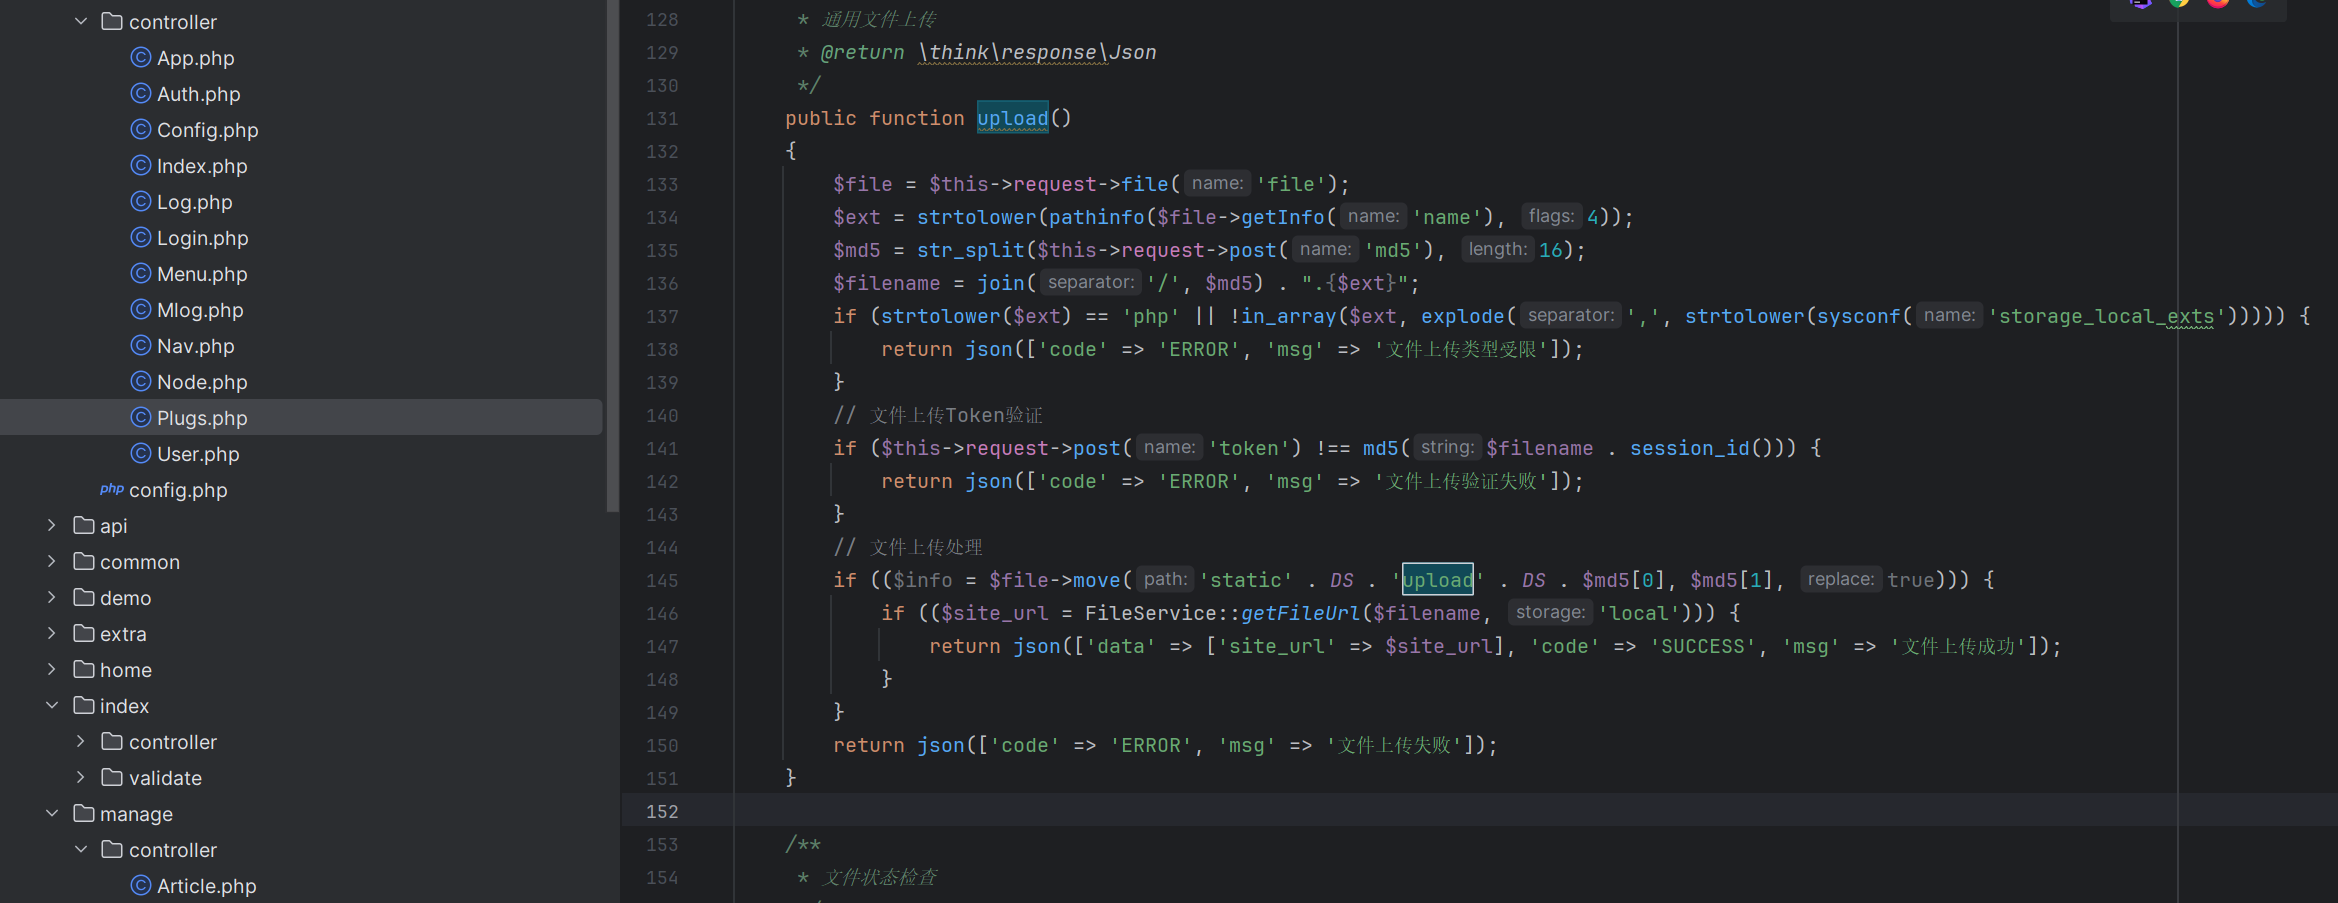 controller
App.php
Auth.php
Config.php
Index.php
Log.php
Login.php
Menu.php
Mlog.php
Nav.php
Node.php
Plugs.php
User.php
php config.php
api
common
demo
extra
home
index
controller
validate
manage
controller
Article.php
128 * 通用文件上传
129 * @return \think\response\Json
130 */
131 public function upload()
132 {
133 $file = $this->request->file( name: 'file');
134 $ext = strtolower(pathinfo($file->getInfo( name: 'name'), flags: 4));
135 $md5 = str_split($this->request->post( name: 'md5'), length: 16);
136 $filename = join( separator: '/', $md5) . ".{$ext}";
137 if (strtolower($ext) == 'php' || !in_array($ext, explode( separator: ',', strtolower(sysconf( name: 'storage_local_exts'))))) {
138 return json(['code' => 'ERROR', 'msg' => '文件上传类型受限']);
139 }
140 // 文件上传Token验证
141 if ($this->request->post( name: 'token') !== md5( string: $filename . session_id())) {
142 return json(['code' => 'ERROR', 'msg' => '文件上传验证失败']);
143 }
144 // 文件上传处理
145 if (($info = $file->move( path: 'static' . DS . 'upload' . DS . $md5[0], $md5[1], replace: true))) {
146 if (($site_url = FileService::getFileUrl($filename, storage: 'local'))) {
147 return json(['data' => ['site_url' => $site_url], 'code' => 'SUCCESS', 'msg' => '文件上传成功']);
148 }
149 }
150 return json(['code' => 'ERROR', 'msg' => '文件上传失败']);
151 }
152
153 /**
154 * 文件状态检查